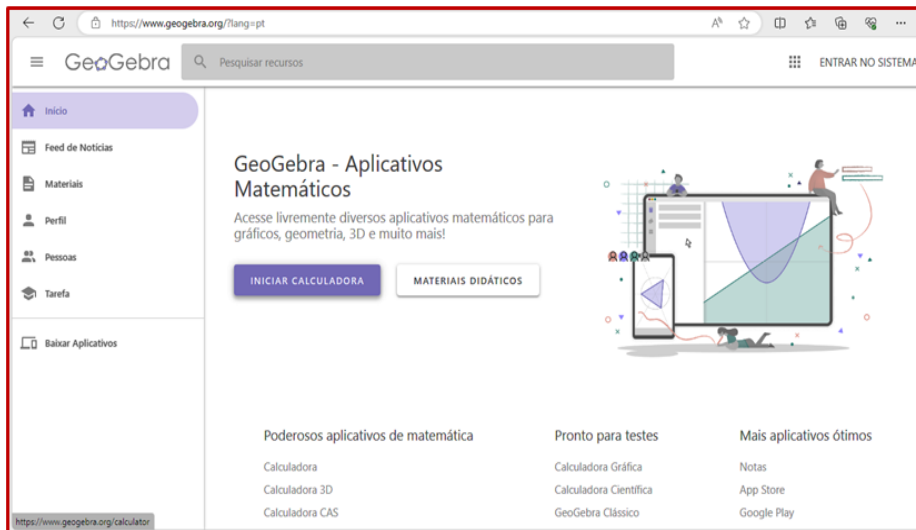 https://www.geogebra.org/?lang=pt
GeoGebra
Pesquisar recursos
ENTRAR NO SISTEMA
Início
Feed de Notícias
Materiais
Perfil
Pessoas
Tarefa
Baixar Aplicativos
GeoGebra - Aplicativos
Matemáticos
Acesse livremente diversos aplicativos matemáticos para
gráficos, geometria, 3D e muito mais!
INICIAR CALCULADORA
MATERIAIS DIDÁTICOS
Poderosos aplicativos de matemática
Calculadora
Calculadora 3D
Calculadora CAS
Pronto para testes
Calculadora Gráfica
Calculadora Científica
GeoGebra Clássico
Mais aplicativos ótimos
Notas
App Store
Google Play
https://www.geogebra.org/calculator